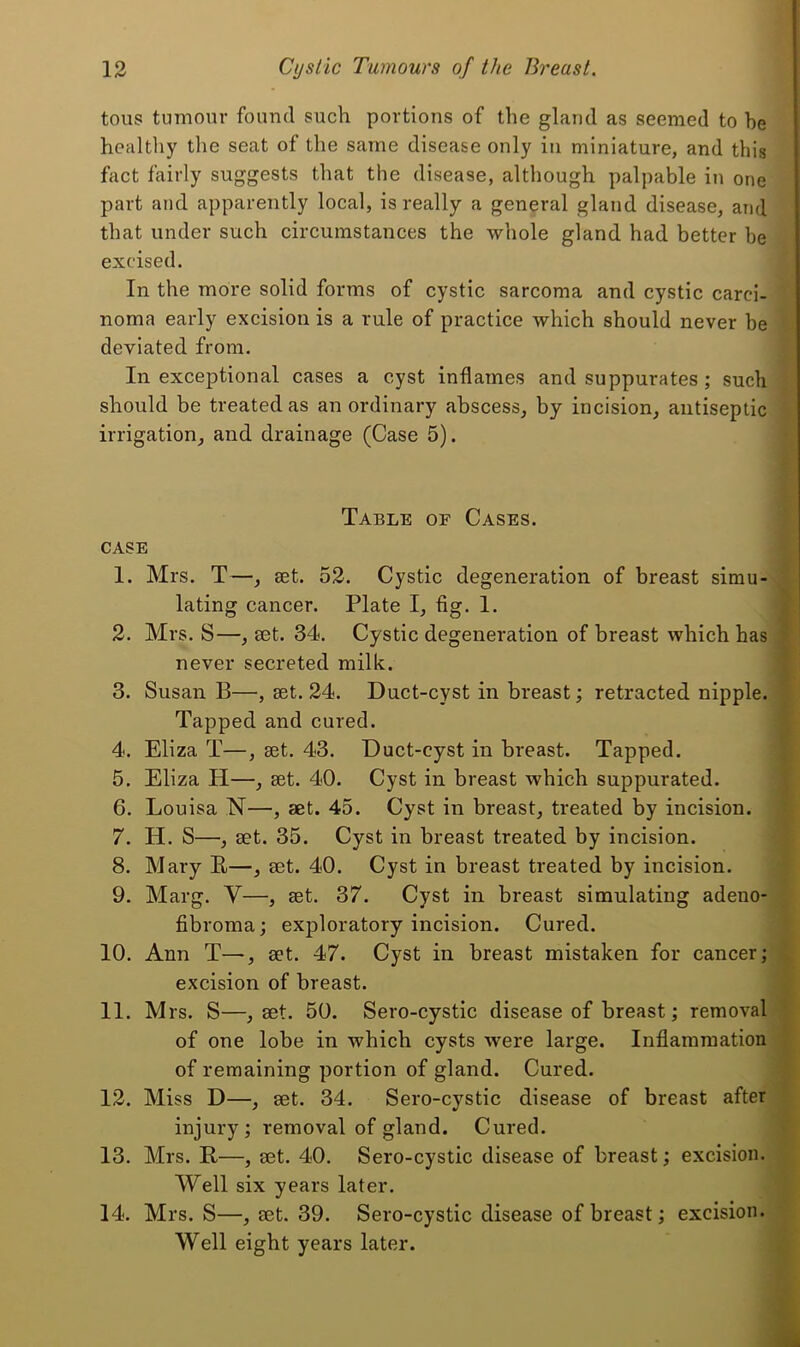 12 Cystic Tumours of the Breast.
tous tumour found such portions of the gland as seemed to be
healthy the seat of the same disease only in miniature, and this
fact fairly suggests that the disease, although palpable in one
part and apparently local, is really a general gland disease, and
that under such circumstances the whole gland had better be
excised.
In the more solid forms of cystic sarcoma and cystic carci-
noma early excision is a rule of practice which should never be
deviated from.
In exceptional cases a cyst inflames and suppurates; such
should be treated as an ordinary abscess, by incision, antiseptic
irrigation, and drainage (Case 5).
Table of Cases.
CASE
1. Mrs. T—, æt. 52. Cystic degeneration of breast simu-
lating cancer. Plate I, fig. 1.
2. Mrs. S—, æt. 34. Cystic degeneration of breast which has
never secreted milk.
3. Susan B—, æt. 24. Duct-cyst in breast; retracted nipple.
Tapped and cured.
4. Eliza T—, æt. 43. Duct-cyst in breast. Tapped.
5. Eliza H—, æt. 40. Cyst in breast which suppurated.
6. Louisa N—, æt. 45. Cyst in breast, treated by incision.
7. H. S—, æt. 35. Cyst in breast treated by incision.
8. Mary R—, æt. 40. Cyst in breast treated by incision.
9. Marg. V—, æt. 37. Cyst in breast simulating adeno-
fibroma; exploratory incision. Cured.
10. Ann T—, æt. 47. Cyst in breast mistaken for cancer;
excision of breast.
11. Mrs. S—, æt. 50. Sero-cystic disease of breast; removal
of one lobe in which cysts were large. Inflammation
of remaining portion of gland. Cured.
12. Miss D—, æt. 34. Sero-cystic disease of breast after
injury; removal of gland. Cured.
13. Mrs. R—, æt. 40. Sero-cystic disease of breast; excision.
Well six years later.
14. Mrs. S—, æt. 39. Sero-cystic disease of breast; excision.
Well eight years later.